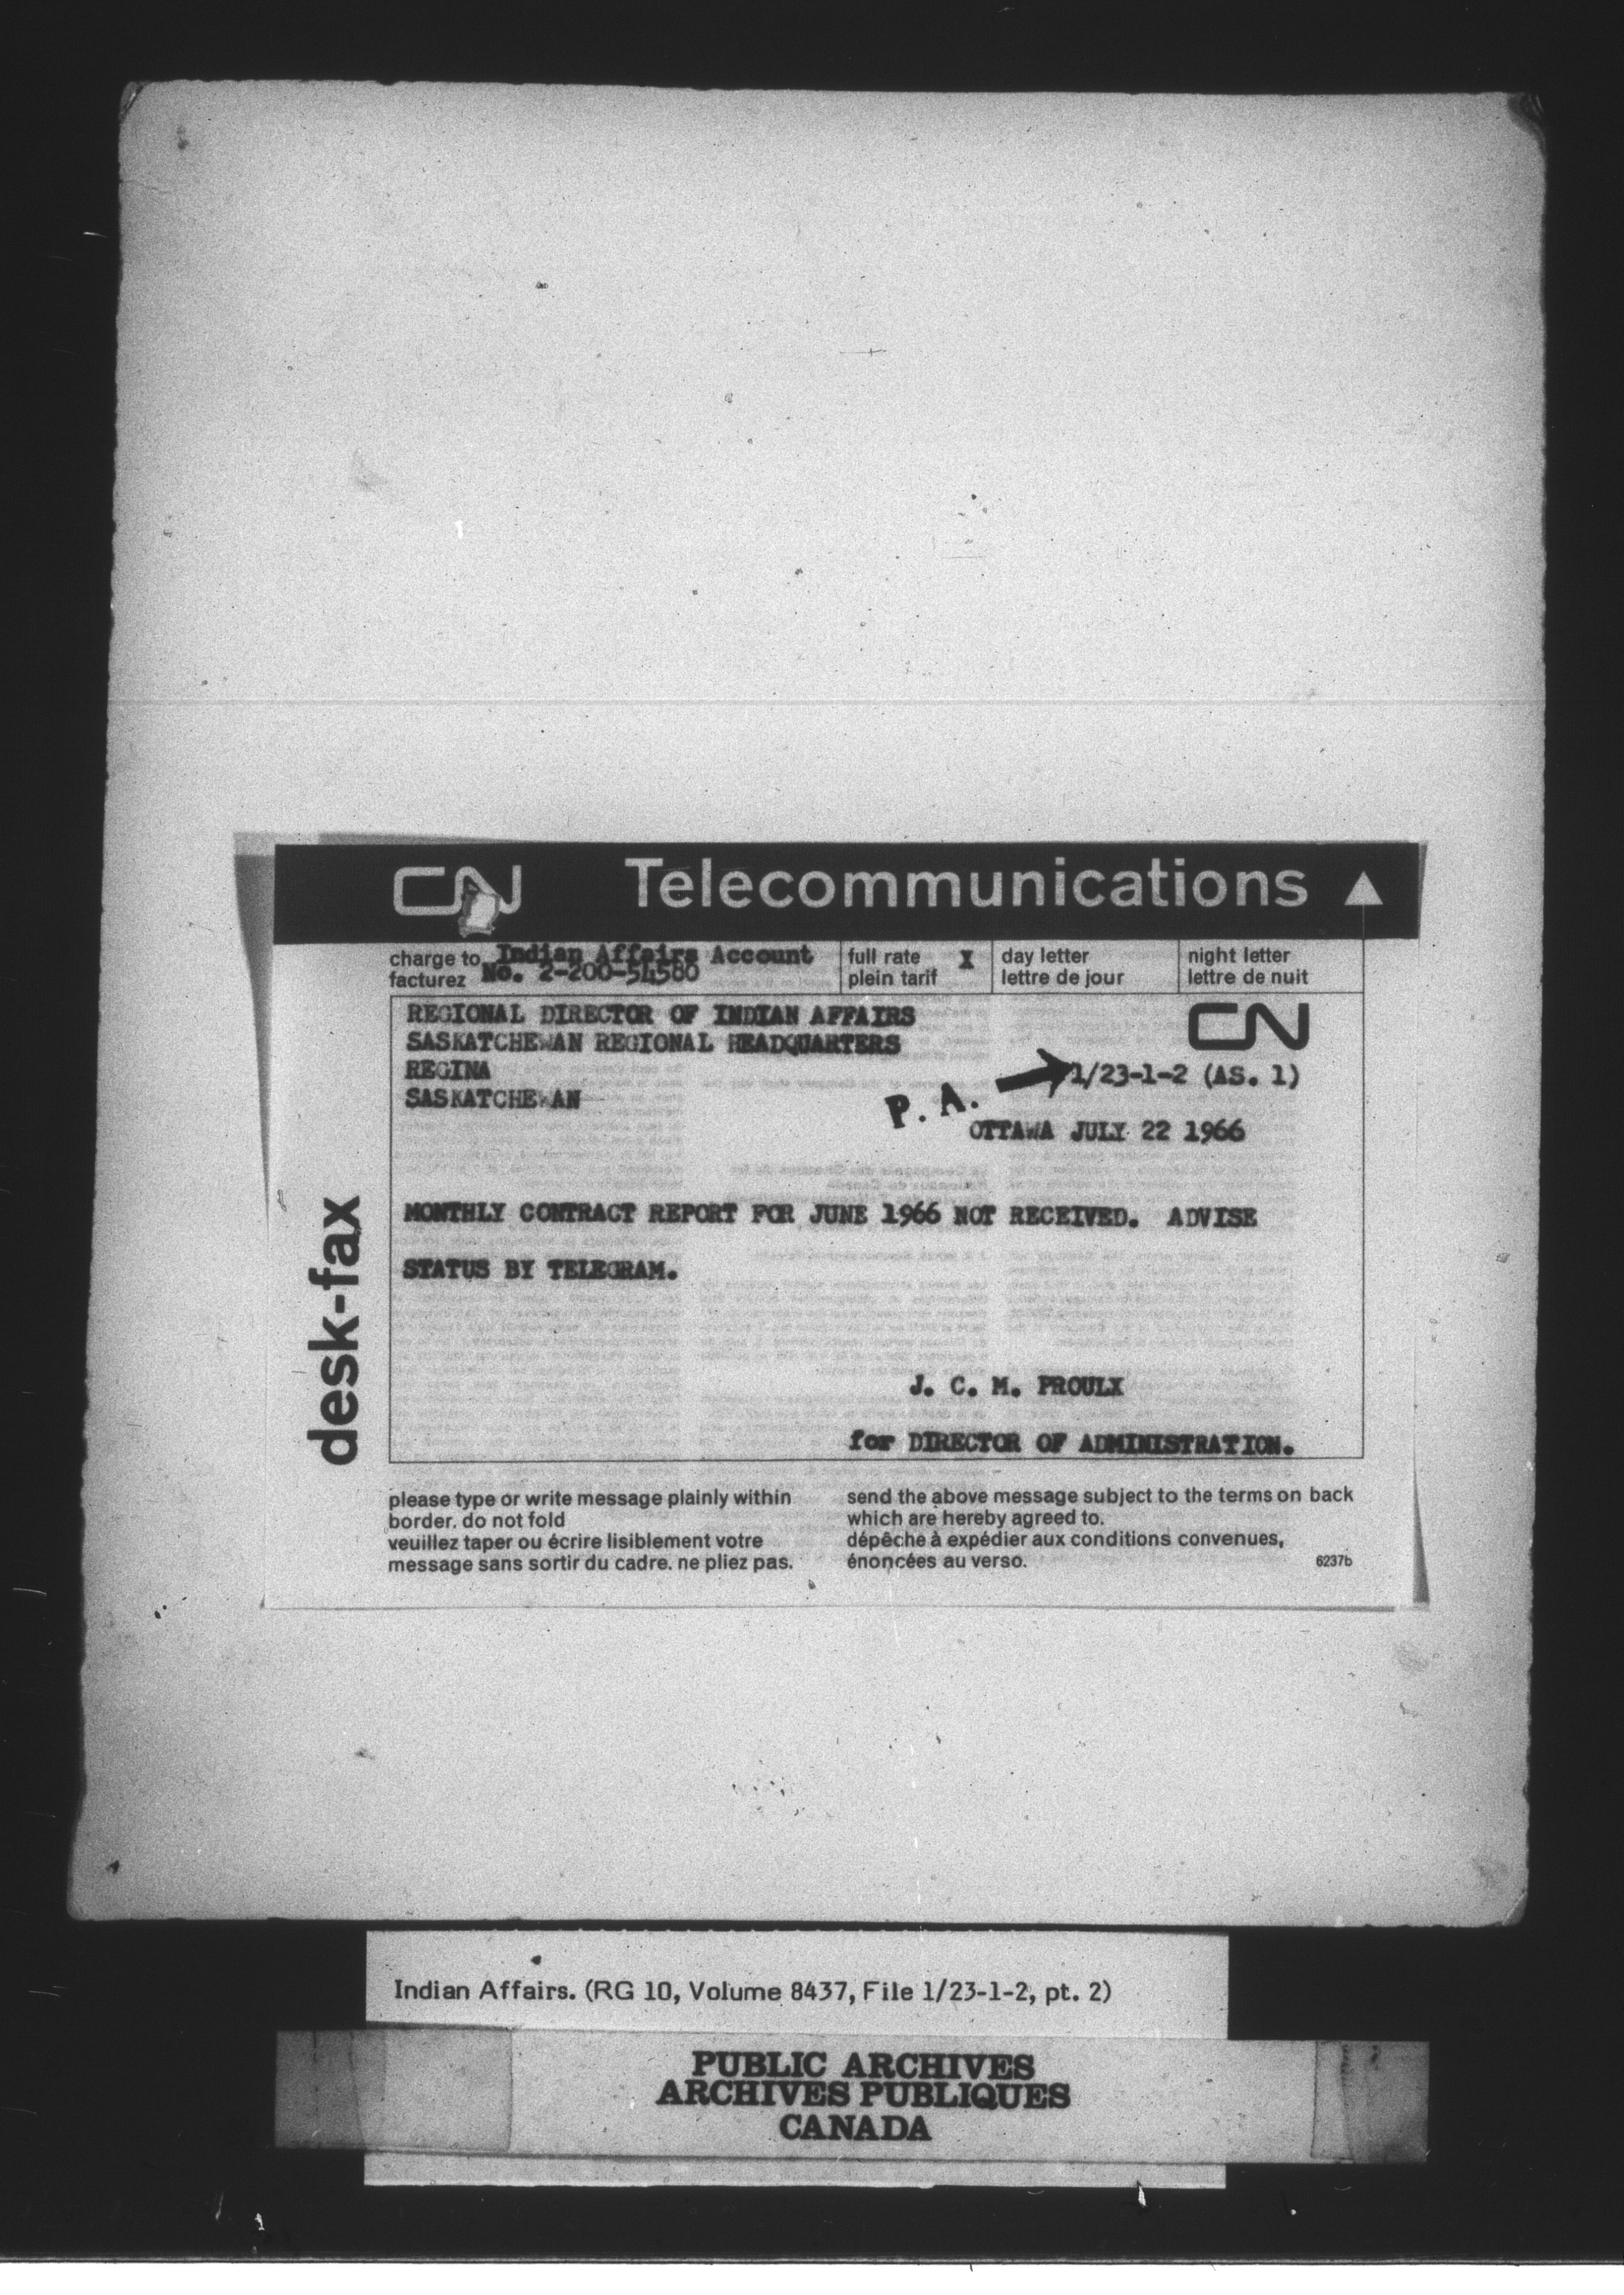 CN Telecommunications
charge to Indian Affairs Account
facturez No. 2-200-54580
full rate X
plein tarif
day letter
lettre de jour
night letter
lettre de nuit
REGIONAL DIRECTOR OF INDIAN AFFAIRS
SASKATCHEWAN REGIONAL HEADQUARTERS
REGINA
SASKATCHEWAN
CN
1/23-1-2 (AS. 1)
P. A.
OTTAWA JULY 22 1966
MONTHLY CONTRACT REPORT FOR JUNE 1966 NOT RECEIVED. ADVISE
STATUS BY TELEGRAM.
J. C. M. PROULX
for DIRECTOR OF ADMINISTRATION.
desk-fax
please type or write message plainly within
border. do not fold
veuillez taper ou écrire lisiblement votre
message sans sortir du cadre. ne pliez pas.
send the above message subject to the terms on back
which are hereby agreed to.
dépêche à expédier aux conditions convenues,
énoncées au verso.
6237b
Indian Affairs. (RG 10, Volume 8437, File 1/23-1-2, pt. 2)
PUBLIC ARCHIVES
ARCHIVES PUBLIQUES
CANADA